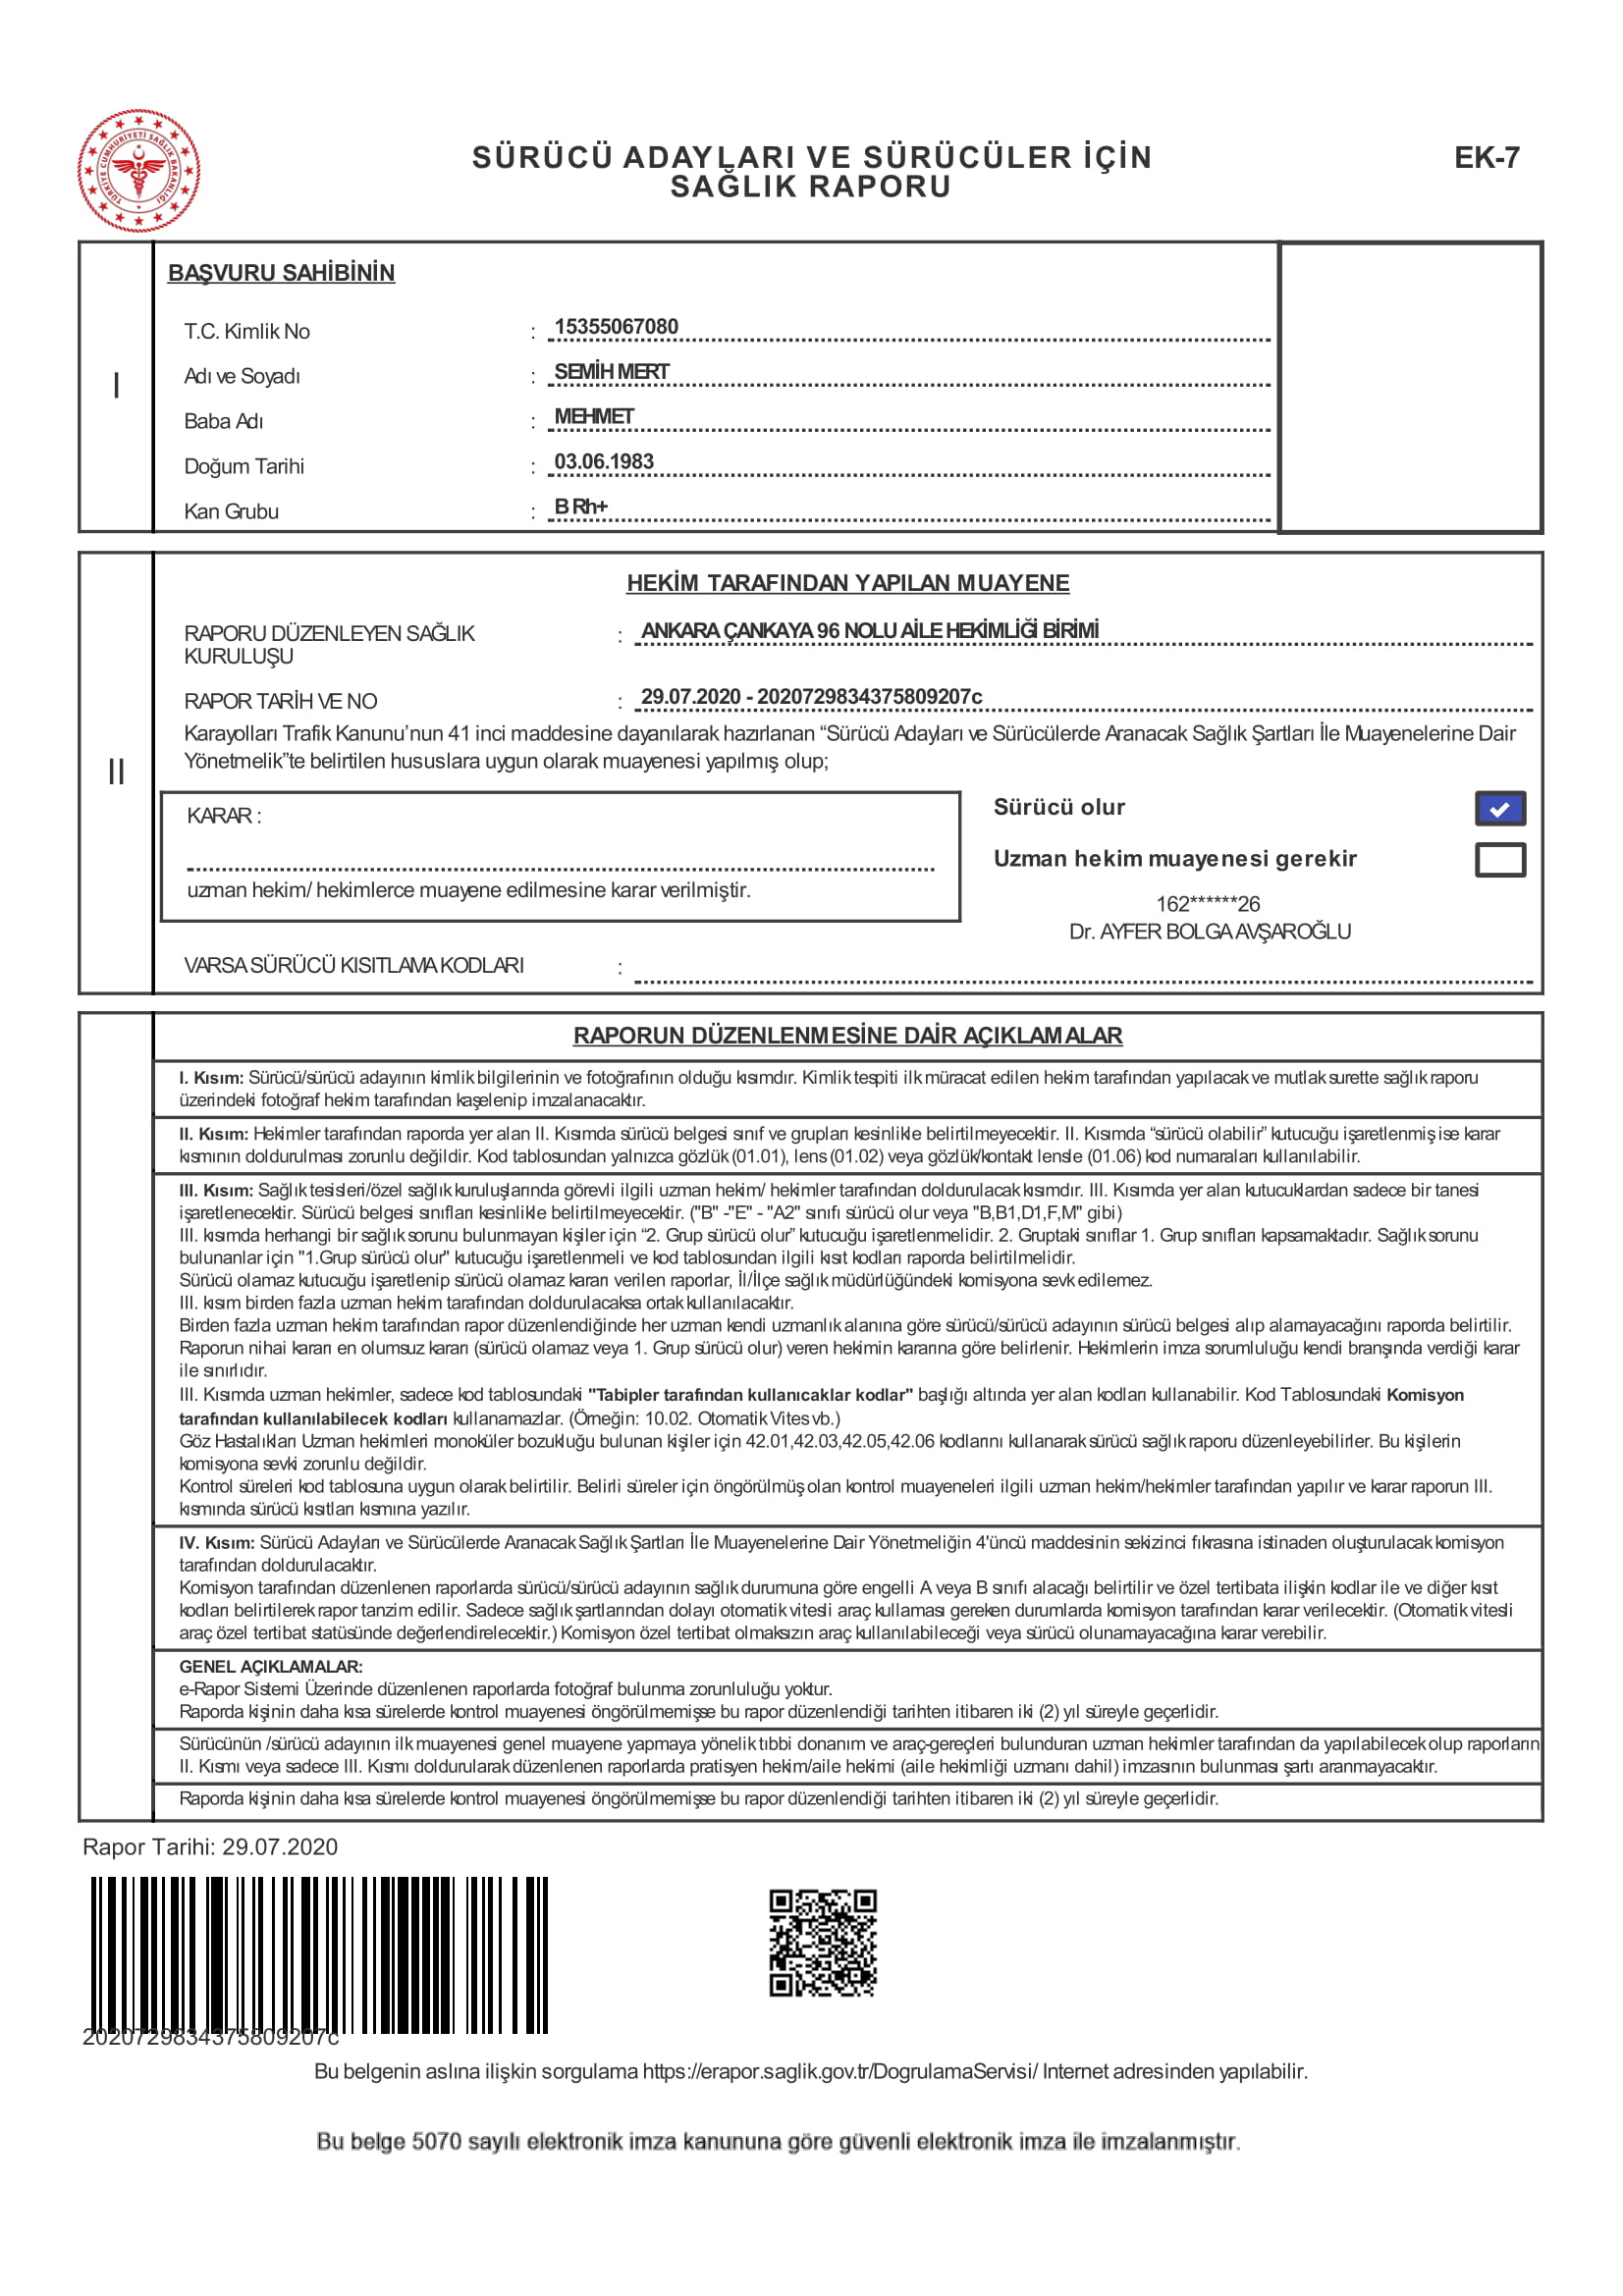 TÜRKİYE CUMHURİYETİ SAĞLIK BAKANLIĞI
SÜRÜCÜ ADAYLARI VE SÜRÜCÜLER İÇİN
SAĞLIK RAPORU
EK-7
I
BAŞVURU SAHİBİNİN
T.C. Kimlik No : 15355067080
Adı ve Soyadı : SEMİH MERT
Baba Adı : MEHMET
Doğum Tarihi : 03.06.1983
Kan Grubu : B Rh+
II
HEKİM TARAFINDAN YAPILAN MUAYENE
RAPORU DÜZENLEYEN SAĞLIK : ANKARA ÇANKAYA 96 NOLU AİLE HEKİMLİĞİ BİRİMİ
KURULUŞU
RAPOR TARİH VE NO : 29.07.2020 - 2020729834375809207c
Karayolları Trafik Kanunu’nun 41 inci maddesine dayanılarak hazırlanan “Sürücü Adayları ve Sürücülerde Aranacak Sağlık Şartları İle Muayenelerine Dair
Yönetmelik”te belirtilen hususlara uygun olarak muayenesi yapılmış olup;
KARAR :
uzman hekim/ hekimlerce muayene edilmesine karar verilmiştir.
Sürücü olur
Uzman hekim muayenesi gerekir
162******26
Dr. AYFER BOLGA AVŞAROĞLU
VARSA SÜRÜCÜ KISITLAMA KODLARI :
RAPORUN DÜZENLENMESİNE DAİR AÇIKLAMALAR
I. Kısım: Sürücü/sürücü adayının kimlik bilgilerinin ve fotoğrafının olduğu kısımdır. Kimlik tespiti ilk müracat edilen hekim tarafından yapılacak ve mutlak surette sağlık raporu
üzerindeki fotoğraf hekim tarafından kaşelenip imzalanacaktır.
II. Kısım: Hekimler tarafından raporda yer alan II. Kısımda sürücü belgesi sınıf ve grupları kesinlikle belirtilmeyecektir. II. Kısımda “sürücü olabilir” kutucuğu işaretlenmiş ise karar
kısmının doldurulması zorunlu değildir. Kod tablosundan yalnızca gözlük (01.01), lens (01.02) veya gözlük/kontakt lensle (01.06) kod numaraları kullanılabilir.
III. Kısım: Sağlık tesisleri/özel sağlık kuruluşlarında görevli ilgili uzman hekim/ hekimler tarafından doldurulacak kısımdır. III. Kısımda yer alan kutucuklardan sadece bir tanesi
işaretlenecektir. Sürücü belgesi sınıfları kesinlikle belirtilmeyecektir. ("B" -"E" - "A2" sınıfı sürücü olur veya "B,B1,D1,F,M" gibi)
III. kısımda herhangi bir sağlık sorunu bulunmayan kişiler için “2. Grup sürücü olur” kutucuğu işaretlenmelidir. 2. Gruptaki sınıflar 1. Grup sınıfları kapsamaktadır. Sağlık sorunu
bulunanlar için "1.Grup sürücü olur" kutucuğu işaretlenmeli ve kod tablosundan ilgili kısıt kodları raporda belirtilmelidir.
Sürücü olamaz kutucuğu işaretlenip sürücü olamaz kararı verilen raporlar, İl/İlçe sağlık müdürlüğündeki komisyona sevk edilemez.
III. kısım birden fazla uzman hekim tarafından doldurulacaksa ortak kullanılacaktır.
Birden fazla uzman hekim tarafından rapor düzenlendiğinde her uzman kendi uzmanlık alanına göre sürücü/sürücü adayının sürücü belgesi alıp alamayacağını raporda belirtilir.
Raporun nihai kararı en olumsuz kararı (sürücü olamaz veya 1. Grup sürücü olur) veren hekimin kararına göre belirlenir. Hekimlerin imza sorumluluğu kendi branşında verdiği karar
ile sınırlıdır.
III. Kısımda uzman hekimler, sadece kod tablosundaki "Tabipler tarafından kullanıcaklar kodlar" başlığı altında yer alan kodları kullanabilir. Kod Tablosundaki Komisyon
tarafından kullanılabilecek kodları kullanamazlar. (Örneğin: 10.02. Otomatik Vites vb.)
Göz Hastalıkları Uzman hekimleri monoküler bozukluğu bulunan kişiler için 42.01,42.03,42.05,42.06 kodlarını kullanarak sürücü sağlık raporu düzenleyebilirler. Bu kişilerin
komisyona sevki zorunlu değildir.
Kontrol süreleri kod tablosuna uygun olarak belirtilir. Belirli süreler için öngörülmüş olan kontrol muayeneleri ilgili uzman hekim/hekimler tarafından yapılır ve karar raporun III.
kısmında sürücü kısıtları kısmına yazılır.
IV. Kısım: Sürücü Adayları ve Sürücülerde Aranacak Sağlık Şartları İle Muayenelerine Dair Yönetmeliğin 4'üncü maddesinin sekizinci fıkrasına istinaden oluşturulacak komisyon
tarafından doldurulacaktır.
Komisyon tarafından düzenlenen raporlarda sürücü/sürücü adayının sağlık durumuna göre engelli A veya B sınıfı alacağı belirtilir ve özel tertibata ilişkin kodlar ile ve diğer kısıt
kodları belirtilerek rapor tanzim edilir. Sadece sağlık şartlarından dolayı otomatik vitesli araç kullaması gereken durumlarda komisyon tarafından karar verilecektir. (Otomatik vitesli
araç özel tertibat statüsünde değerlendirelecektir.) Komisyon özel tertibat olmaksızın araç kullanılabileceği veya sürücü olunamayacağına karar verebilir.
GENEL AÇIKLAMALAR:
e-Rapor Sistemi Üzerinde düzenlenen raporlarda fotoğraf bulunma zorunluluğu yoktur.
Raporda kişinin daha kısa sürelerde kontrol muayenesi öngörülmemişse bu rapor düzenlendiği tarihten itibaren iki (2) yıl süreyle geçerlidir.
Sürücünün /sürücü adayının ilk muayenesi genel muayene yapmaya yönelik tıbbi donanım ve araç-gereçleri bulunduran uzman hekimler tarafından da yapılabilecek olup raporların
II. Kısmı veya sadece III. Kısmı doldurularak düzenlenen raporlarda pratisyen hekim/aile hekimi (aile hekimliği uzmanı dahil) imzasının bulunması şartı aranmayacaktır.
Raporda kişinin daha kısa sürelerde kontrol muayenesi öngörülmemişse bu rapor düzenlendiği tarihten itibaren iki (2) yıl süreyle geçerlidir.
Rapor Tarihi: 29.07.2020
2020729834375809207c
Bu belgenin aslına ilişkin sorgulama https://erapor.saglik.gov.tr/DogrulamaServisi/ Internet adresinden yapılabilir.
Bu belge 5070 sayılı elektronik imza kanununa göre güvenli elektronik imza ile imzalanmıştır.